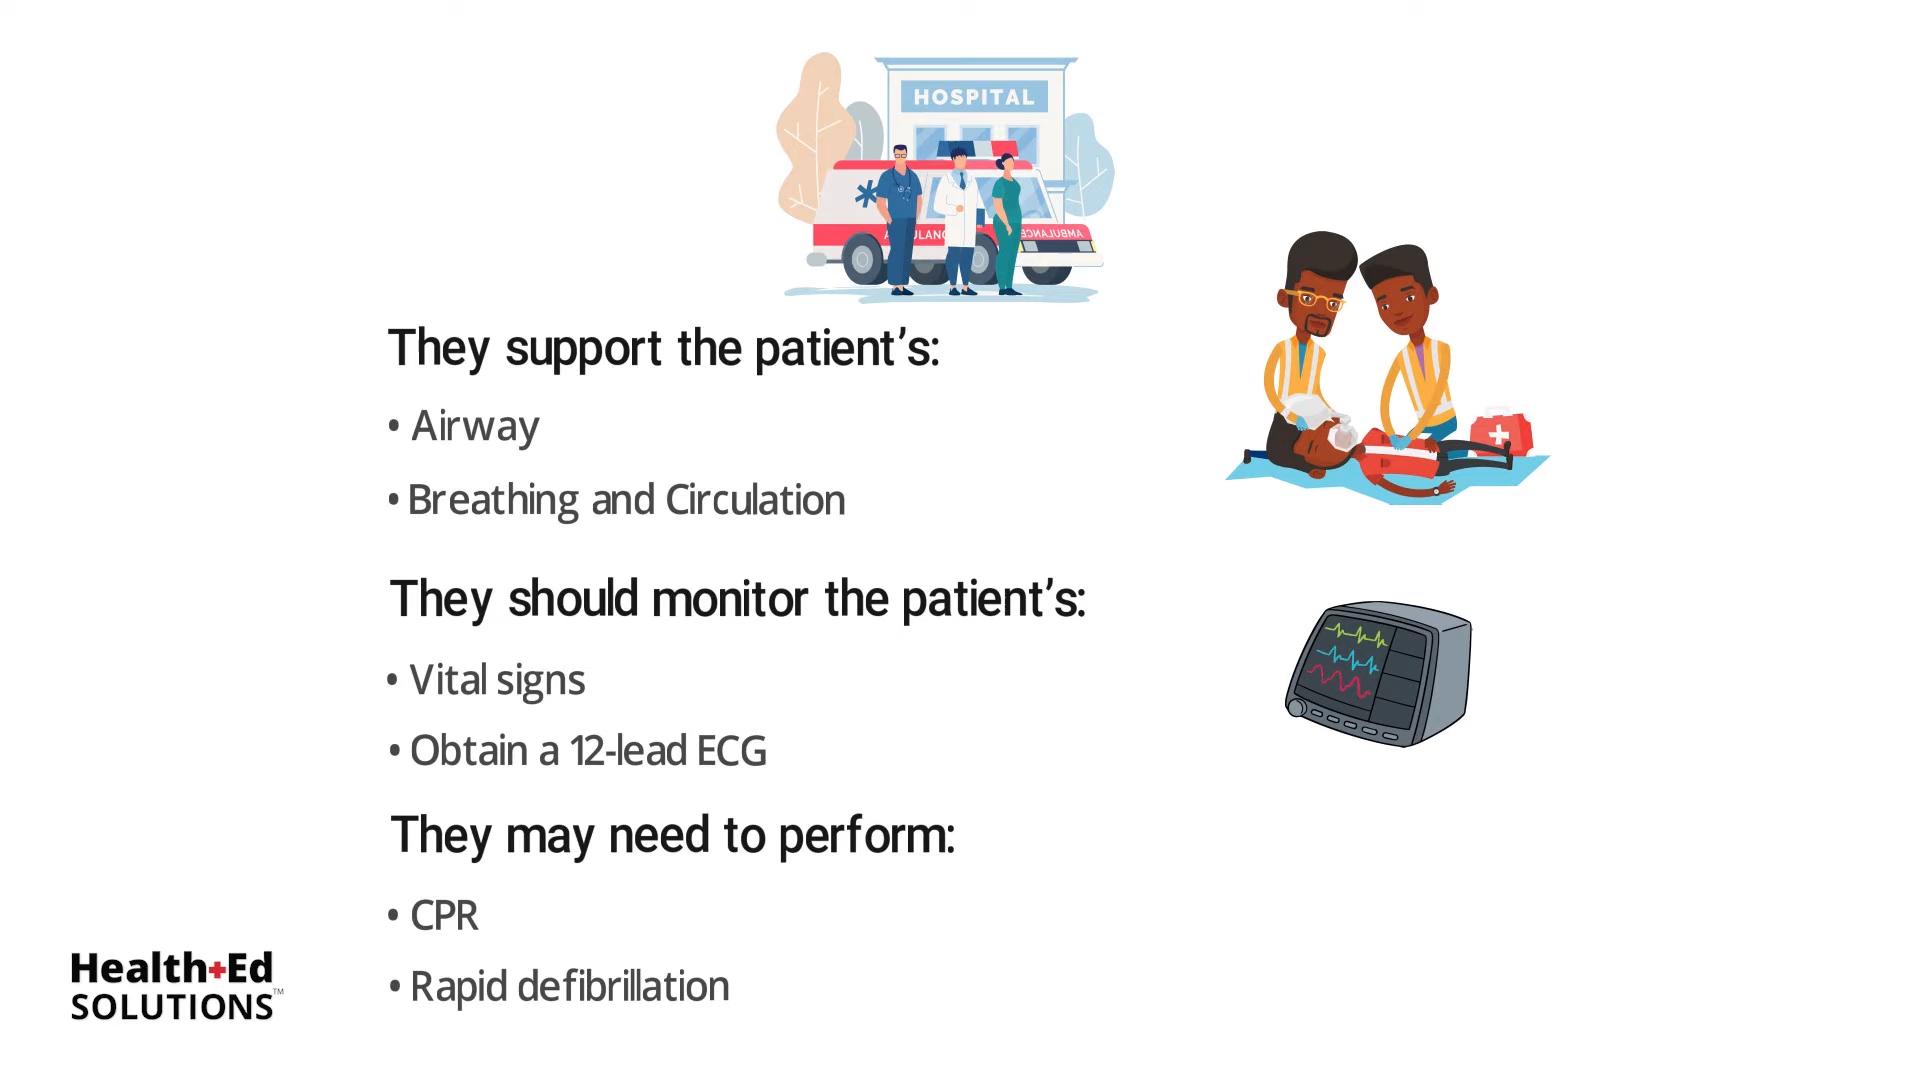 HOSPITAL
AMBULANCE
They support the patient’s:
• Airway
• Breathing and Circulation
They should monitor the patient’s:
• Vital signs
• Obtain a 12-lead ECG
They may need to perform:
• CPR
• Rapid defibrillation
Health+Ed
SOLUTIONS™